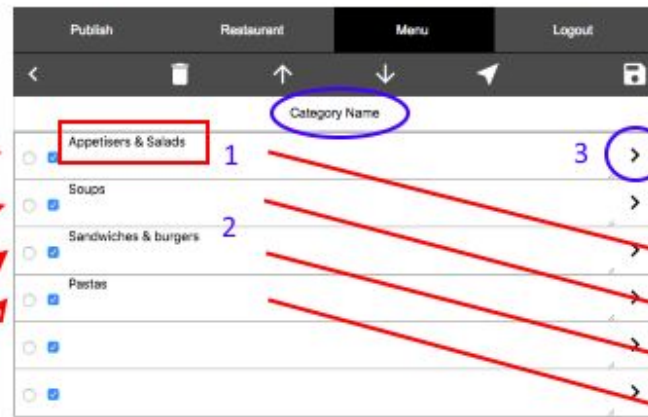 Publish Restaurant Menu Logout
Category Name
Appetisers & Salads
1
3
Soups
Sandwiches & burgers
2
Pastas